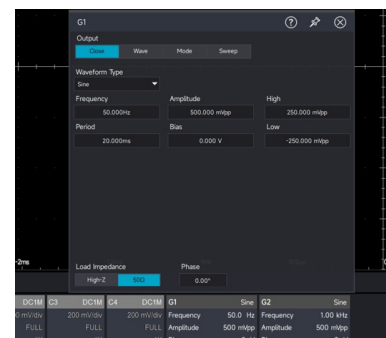 G1
Output
Close Wave Mode Sweep
Waveform Type
Sine
Frequency Amplitude High
50.000Hz 500.000 mVpp 250.000 mVpp
Period Bias Low
20.000ms 0.000 V -250.000 mVpp
-2ms
Load Impedance Phase
High-Z 50Ω 0.00°
DC1M C3 DC1M C4 DC1M G1 Sine G2 Sine
0 mV/div 200 mV/div 200 mV/div Frequency 50.0 Hz Frequency 1.00 kHz
FULL FULL FULL Amplitude 500 mVpp Amplitude 500 mVpp